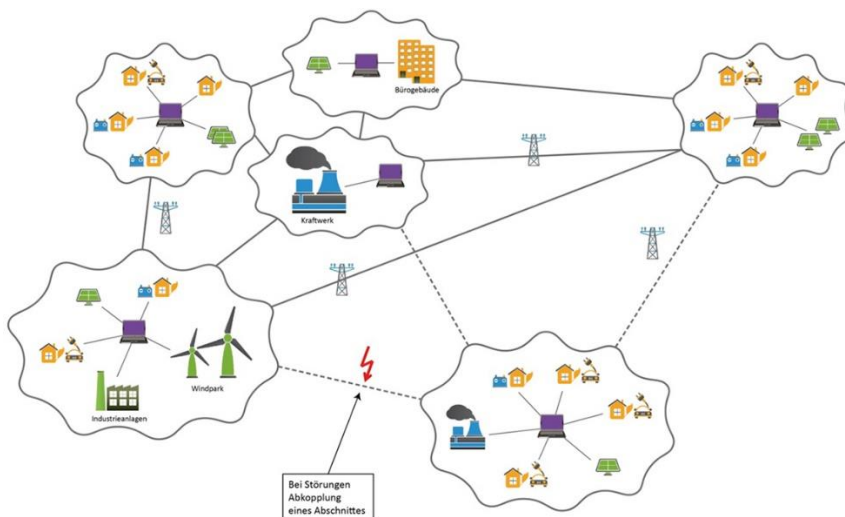 Bürogebäude
Kraftwerk
Windpark
Industrieanlagen
Bei Störungen
Abkopplung
eines Abschnittes